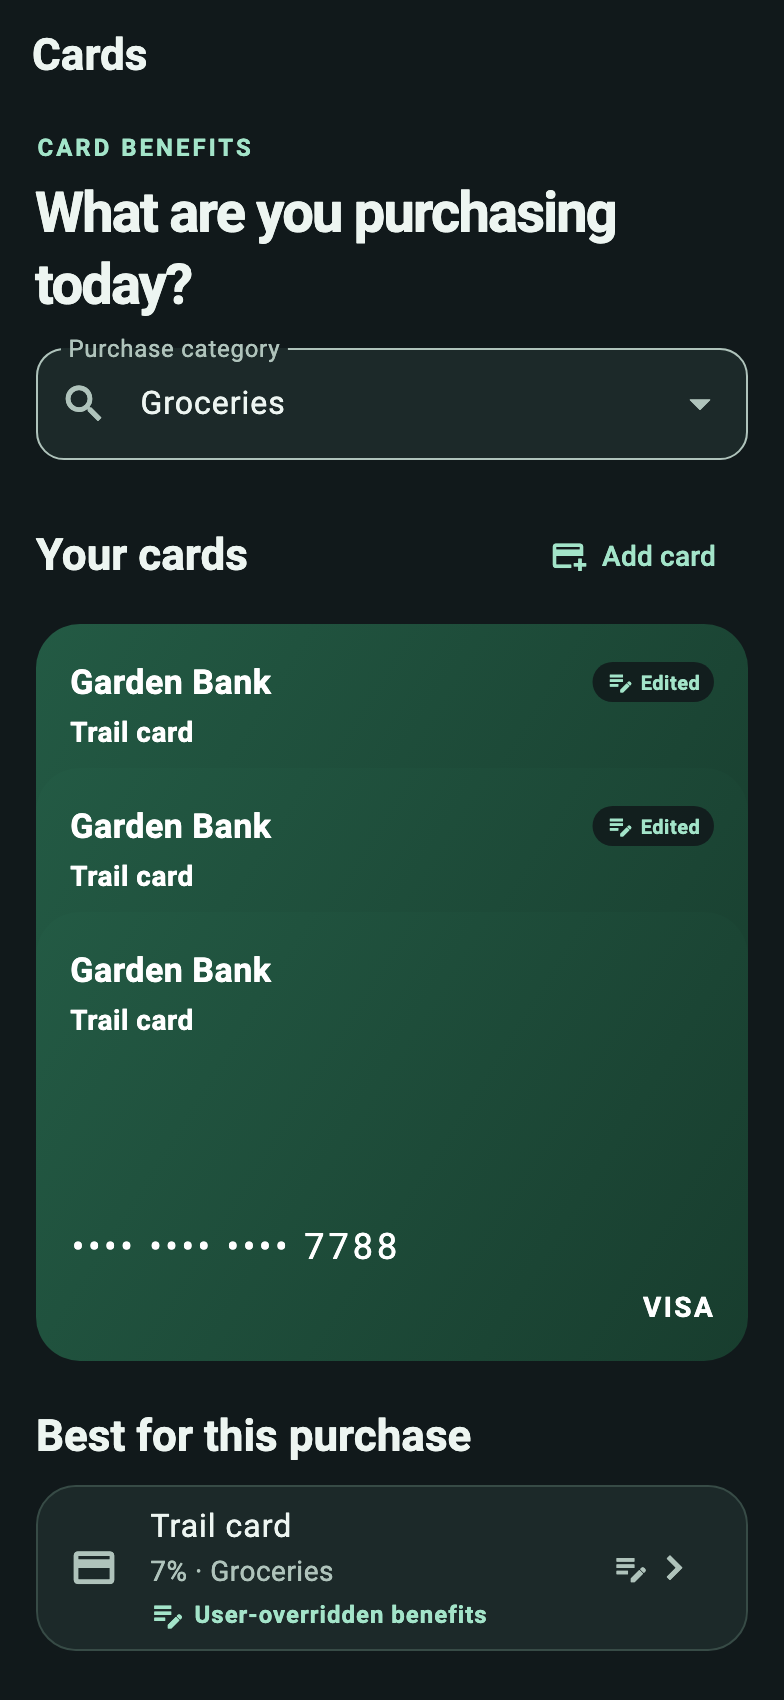 Cards
CARD BENEFITS
What are you purchasing
today?
Purchase category
Groceries
Your cards
Add card
Garden Bank
Edited
Trail card
Garden Bank
Edited
Trail card
Garden Bank
Trail card
•••• •••• •••• 7788
VISA
Best for this purchase
Trail card
7% · Groceries
User-overridden benefits